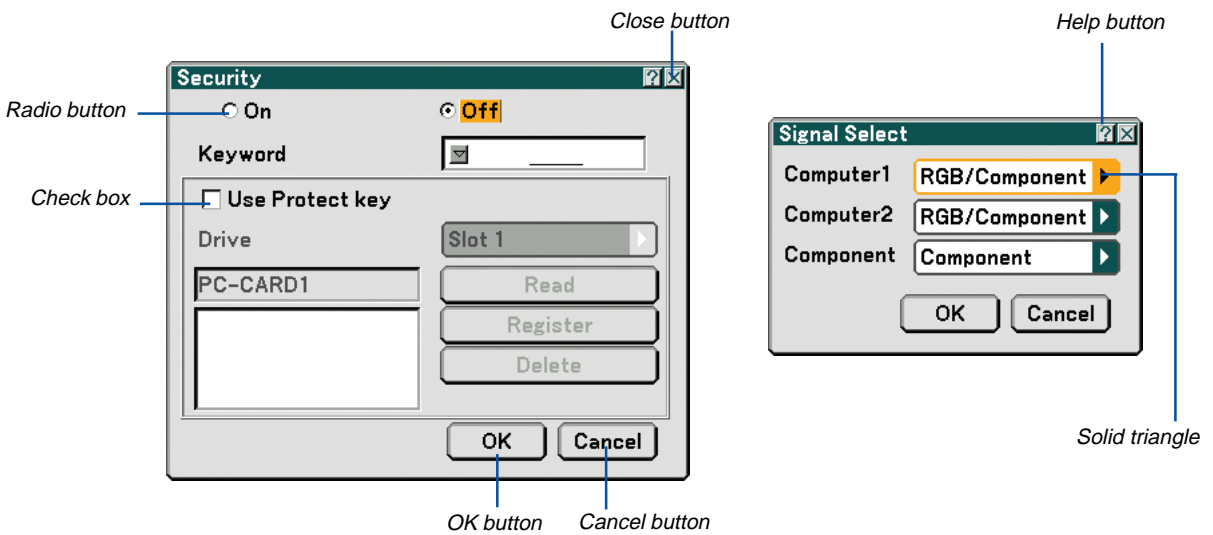 Close button
Help button
Security
?
Radio button
On
Off
Keyword
Check box
Use Protect key
Drive
Slot 1
PC-CARD1
Read
Register
Delete
OK
Cancel
OK button
Cancel button
Signal Select
?
Computer1
RGB/Component
Computer2
RGB/Component
Component
Component
OK
Cancel
Solid triangle